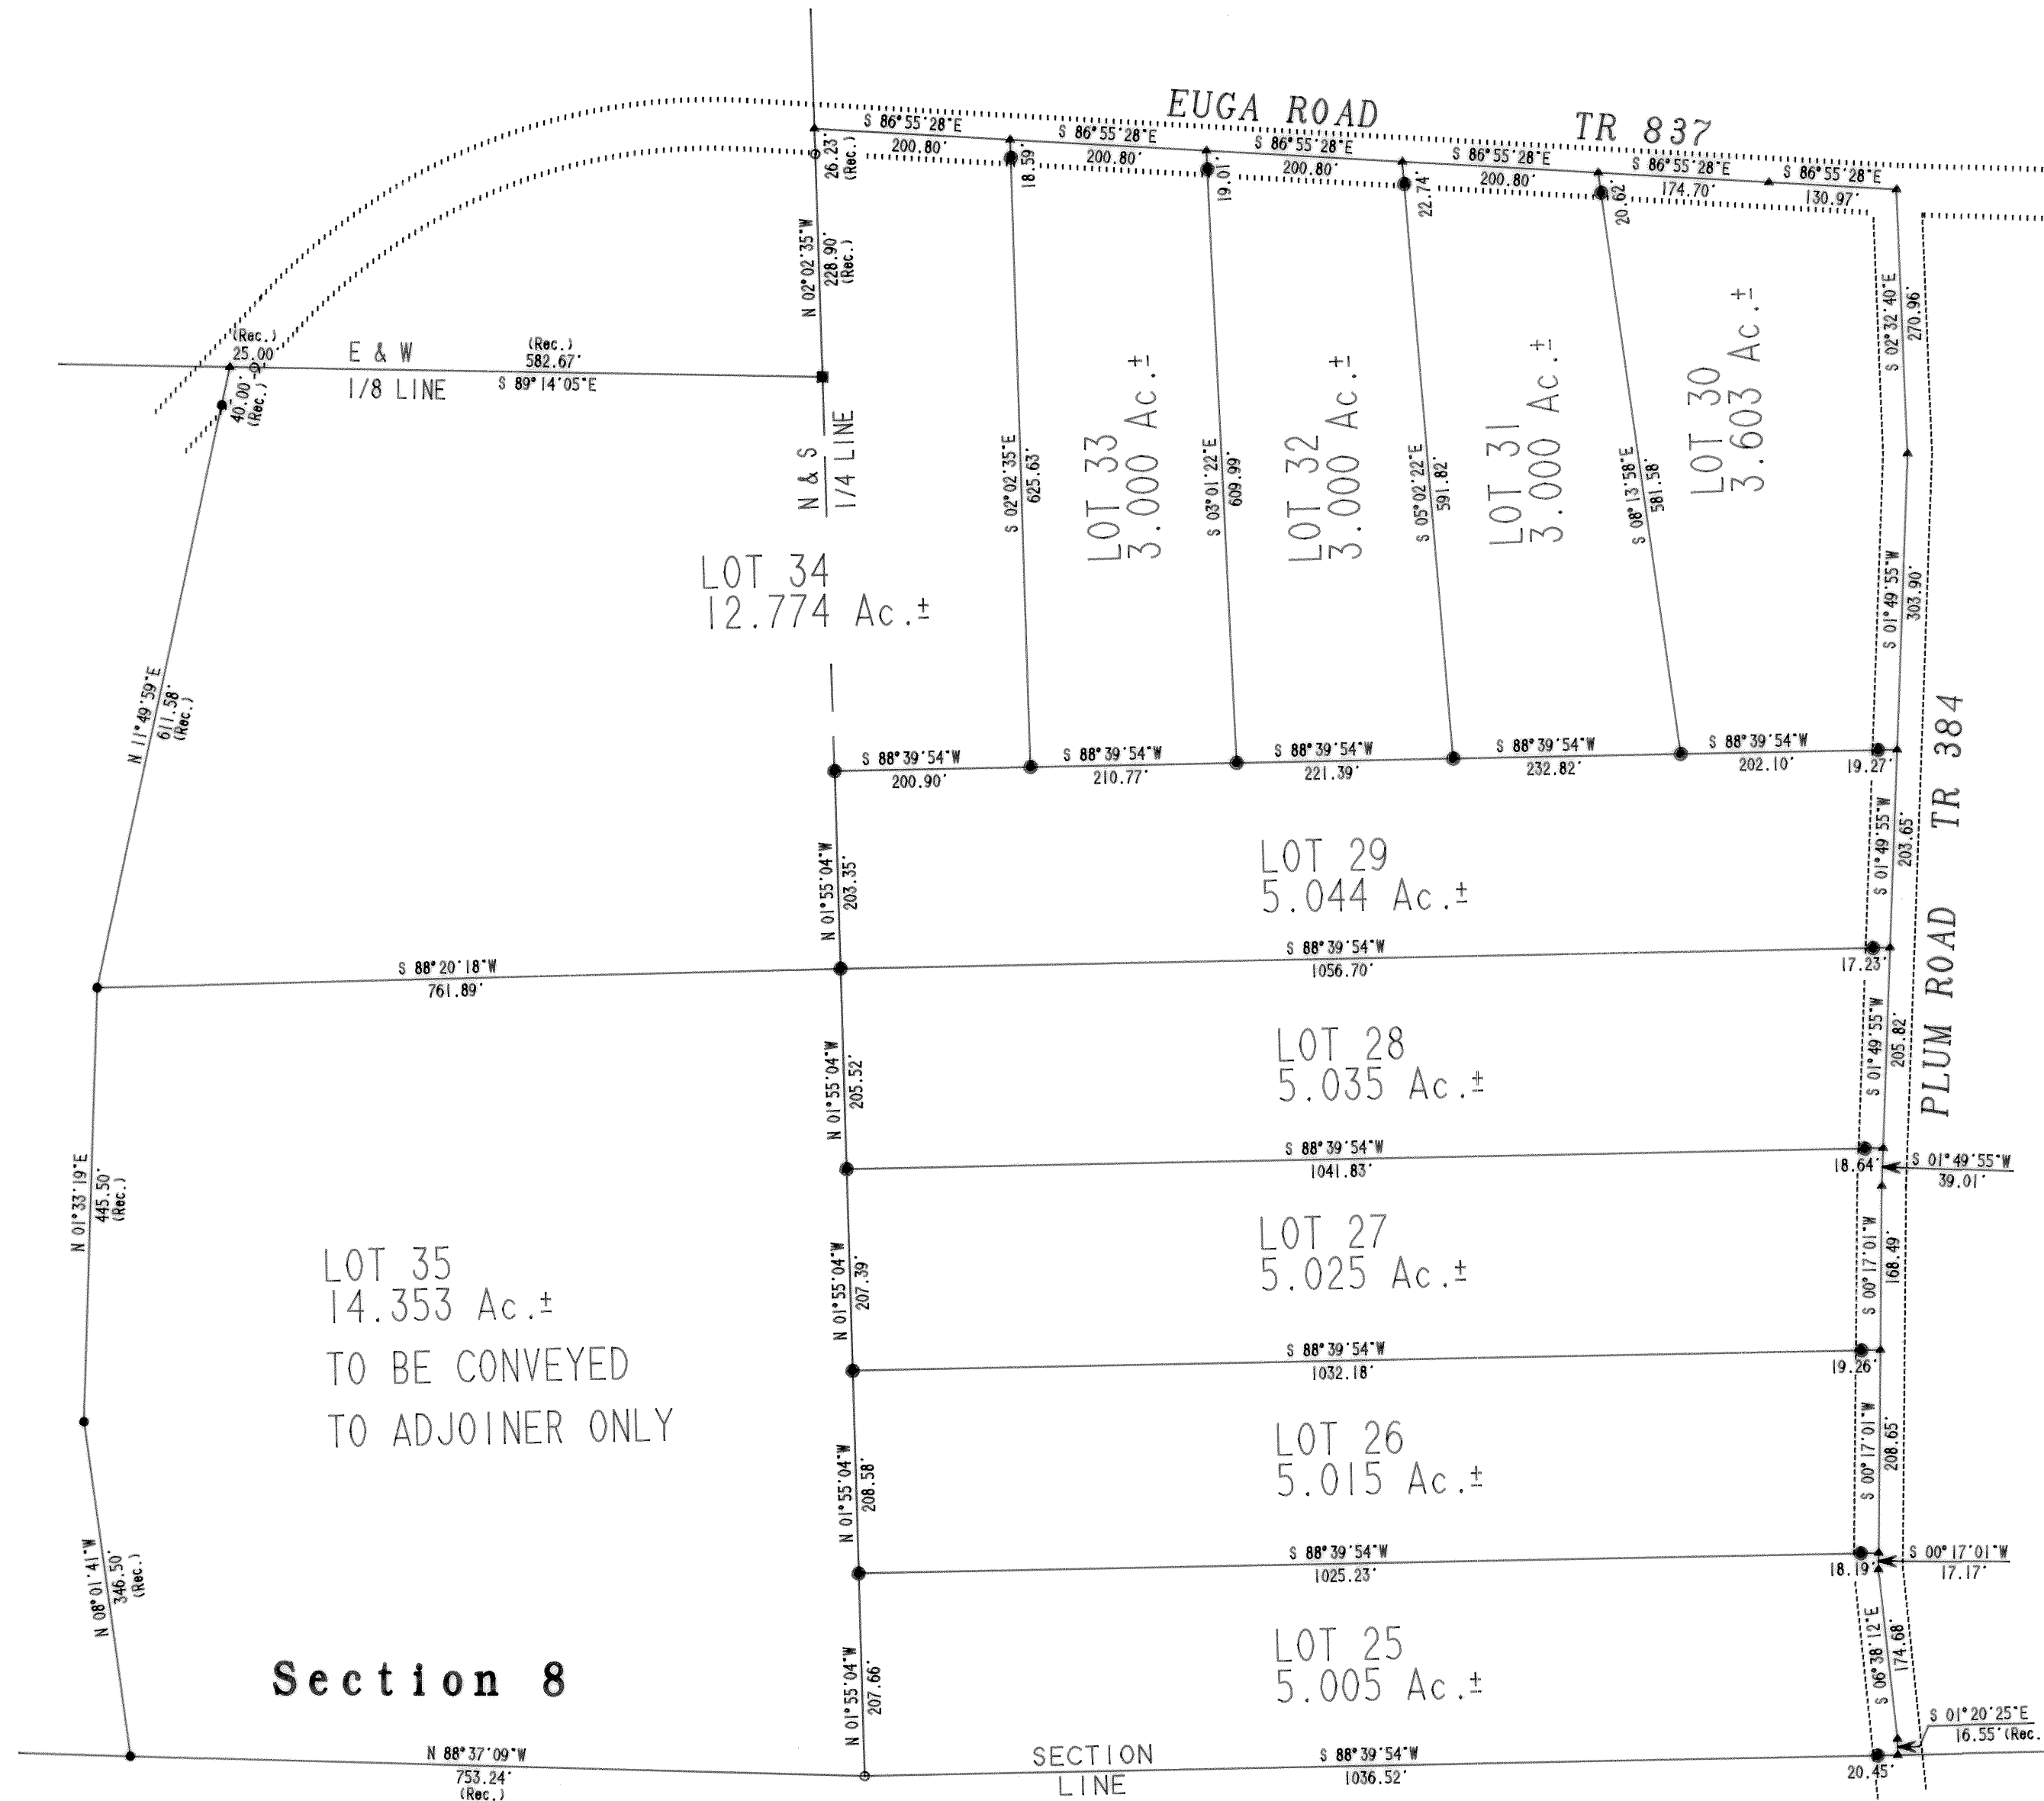 EUGA ROAD TR 837
S 86°55'28"E
200.80'
S 86°55'28"E
200.80'
S 86°55'28"E
200.80'
S 86°55'28"E
200.80'
S 86°55'28"E
174.70'
S 86°55'28"E
130.97'
26.23'
(Rec.)
18.59'
19.01'
22.74'
20.62'
N 02°02'35"W
228.90'
(Rec.)
S 02°32'40"E
270.96'
(Rec.)
25.00'
40.00'
(Rec.)
E & W
1/8 LINE
(Rec.)
582.67'
S 89°14'05"E
N & S
1/4 LINE
S 02°02'35"E
625.63'
LOT 33
3.000 Ac.±
S 03°10'22"E
609.99'
LOT 32
3.000 Ac.±
S 05°02'22"E
591.82'
LOT 31
3.000 Ac.±
S 08°13'58"E
581.58'
LOT 30
3.603 Ac.±
S 01°49'55"W
303.90'
LOT 34
12.774 Ac.±
N 11°49'59"E
611.58'
(Rec.)
S 88°39'54"W
200.90'
S 88°39'54"W
210.77'
S 88°39'54"W
221.39'
S 88°39'54"W
232.82'
S 88°39'54"W
202.10'
19.27'
PLUM ROAD TR 384
N 01°55'04"W
203.35'
LOT 29
5.044 Ac.±
S 01°49'55"W
203.65'
S 88°20'18"W
761.89'
S 88°39'54"W
1056.70'
17.23'
N 01°55'04"W
205.52'
LOT 28
5.035 Ac.±
S 01°49'55"W
205.82'
S 88°39'54"W
1041.83'
18.64'
S 01°49'55"W
39.01'
N 01°33'19"E
445.50'
(Rec.)
LOT 35
14.353 Ac.±
TO BE CONVEYED
TO ADJOINER ONLY
N 01°55'04"W
207.39'
LOT 27
5.025 Ac.±
S 00°17'01"W
168.49'
S 88°39'54"W
1032.18'
19.26'
N 01°55'04"W
208.58'
LOT 26
5.015 Ac.±
S 00°17'01"W
208.65'
S 88°39'54"W
1025.23'
18.19'
S 00°17'01"W
17.17'
N 08°01'41"W
346.50'
(Rec.)
Section 8
N 01°55'04"W
207.66'
LOT 25
5.005 Ac.±
S 06°38'12"E
174.68'
S 01°20'25"E
16.55'(Rec.
N 88°37'09"W
753.24'
(Rec.)
SECTION
LINE
S 88°39'54"W
1036.52'
20.45'